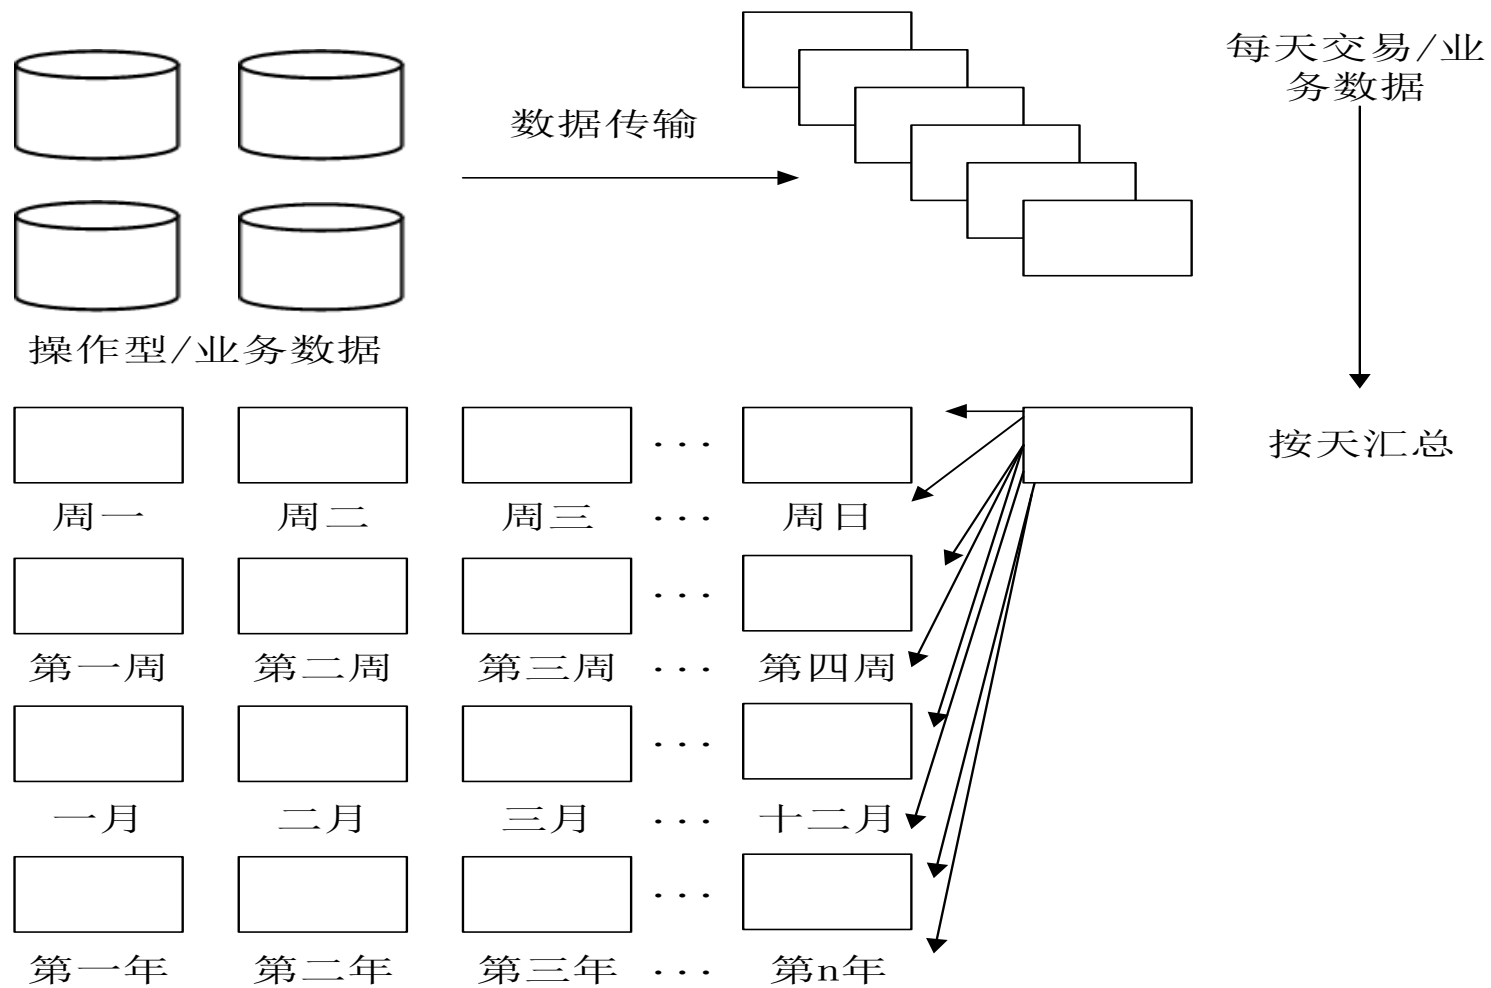 每天交易/业
务数据
数据传输
操作型/业务数据
按天汇总
周一 周二 周三 ... 周日
第一周 第二周 第三周 ... 第四周
一月 二月 三月 ... 十二月
第一年 第二年 第三年 ... 第n年